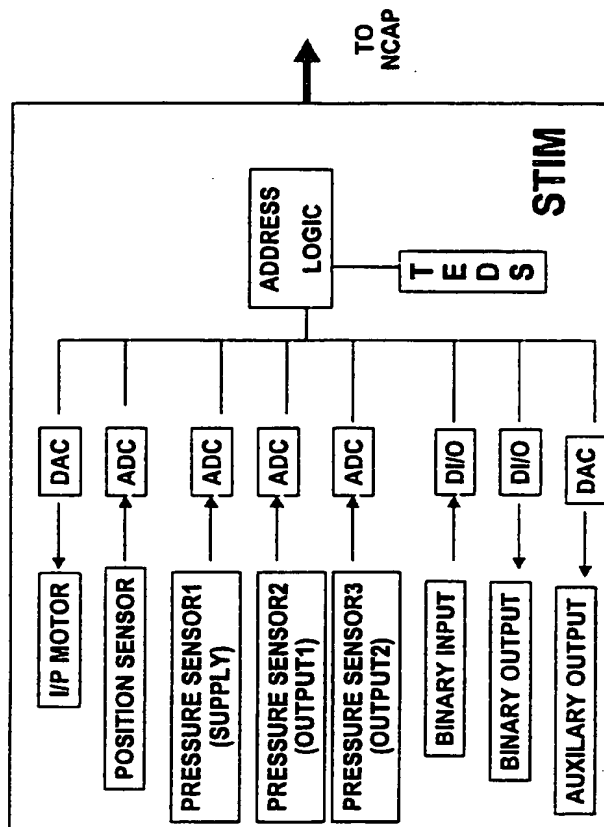 I/P MOTOR
DAC
POSITION SENSOR
ADC
PRESSURE SENSOR1
(SUPPLY)
ADC
PRESSURE SENSOR2
(OUTPUT1)
ADC
PRESSURE SENSOR3
(OUTPUT2)
ADC
BINARY INPUT
DI/O
BINARY OUTPUT
DI/O
AUXILARY OUTPUT
DAC
ADDRESS
LOGIC
TEDS
STIM
TO
NCAP